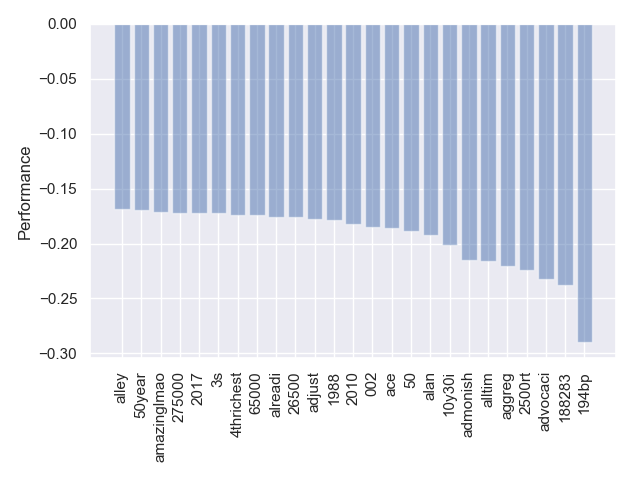 0.00
−0.05
−0.10
−0.15
−0.20
−0.25
−0.30
Performance
alley
50year
amazinglmao
275000
2017
3s
4thrichest
65000
alreadi
26500
adjust
1988
2010
002
ace
50
alan
10y30i
admonish
alltim
aggreg
2500rt
advocaci
188283
194bp